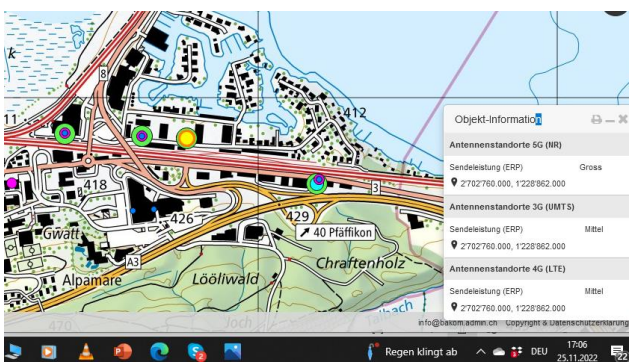 412
8
11
418
426
429
3
40 Pfäffikon
Gwatt
A3
Chraftenholz
Alpamare
Lööliwald
470
Joch
bach
Objekt-Information
Antennenstandorte 5G (NR)
Sendeleistung (ERP) Gross
2'702'760.000, 1'228'862.000
Antennenstandorte 3G (UMTS)
Sendeleistung (ERP) Mittel
2'702'760.000, 1'228'862.000
Antennenstandorte 4G (LTE)
Sendeleistung (ERP) Mittel
2'702'760.000, 1'228'862.000
info@bakom.admin.ch Copyright & Datenschutzerklärung
Regen klingt ab DEU 17:06
25.11.2022 22